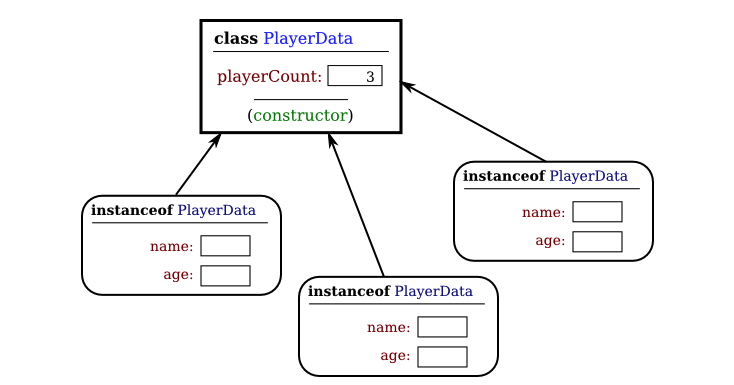 class PlayerData
playerCount: 3
(constructor)
instanceof PlayerData
name:
age:
instanceof PlayerData
name:
age:
instanceof PlayerData
name:
age: